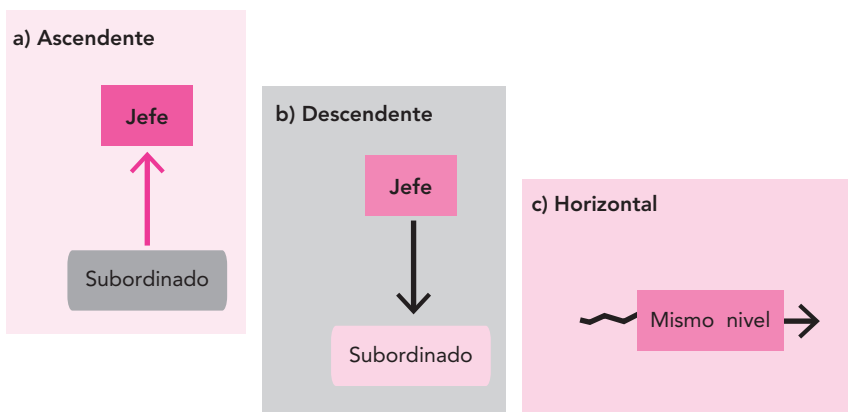 a) Ascendente
Jefe
Subordinado
b) Descendente
Jefe
Subordinado
c) Horizontal
Mismo nivel